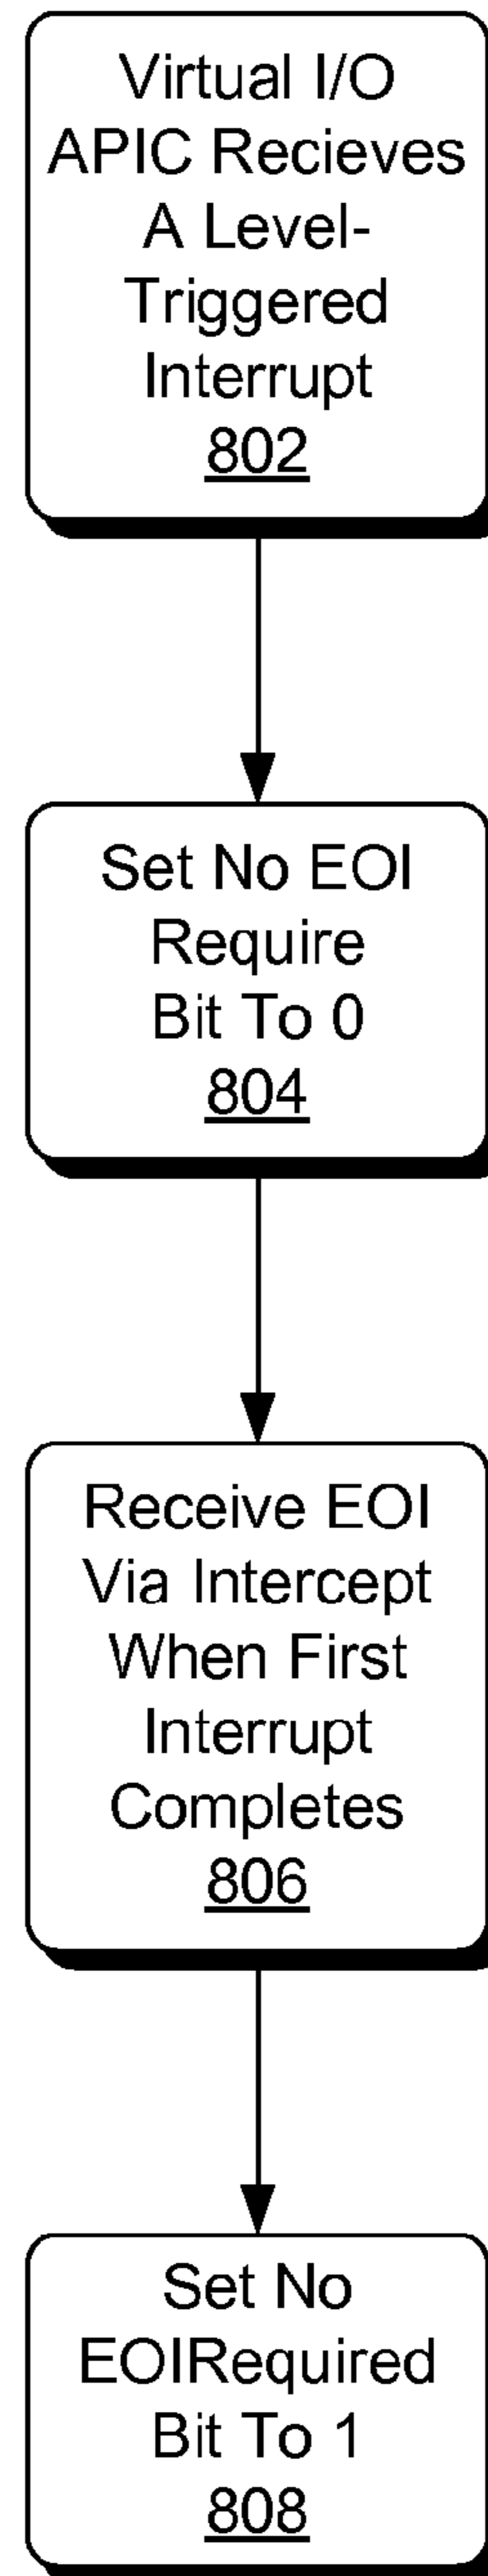 Virtual I/O
APIC Recieves
A Level-
Triggered
Interrupt
802
Set No EOI
Require
Bit To 0
804
Receive EOI
Via Intercept
When First
Interrupt
Completes
806
Set No
EOIRequired
Bit To 1
808